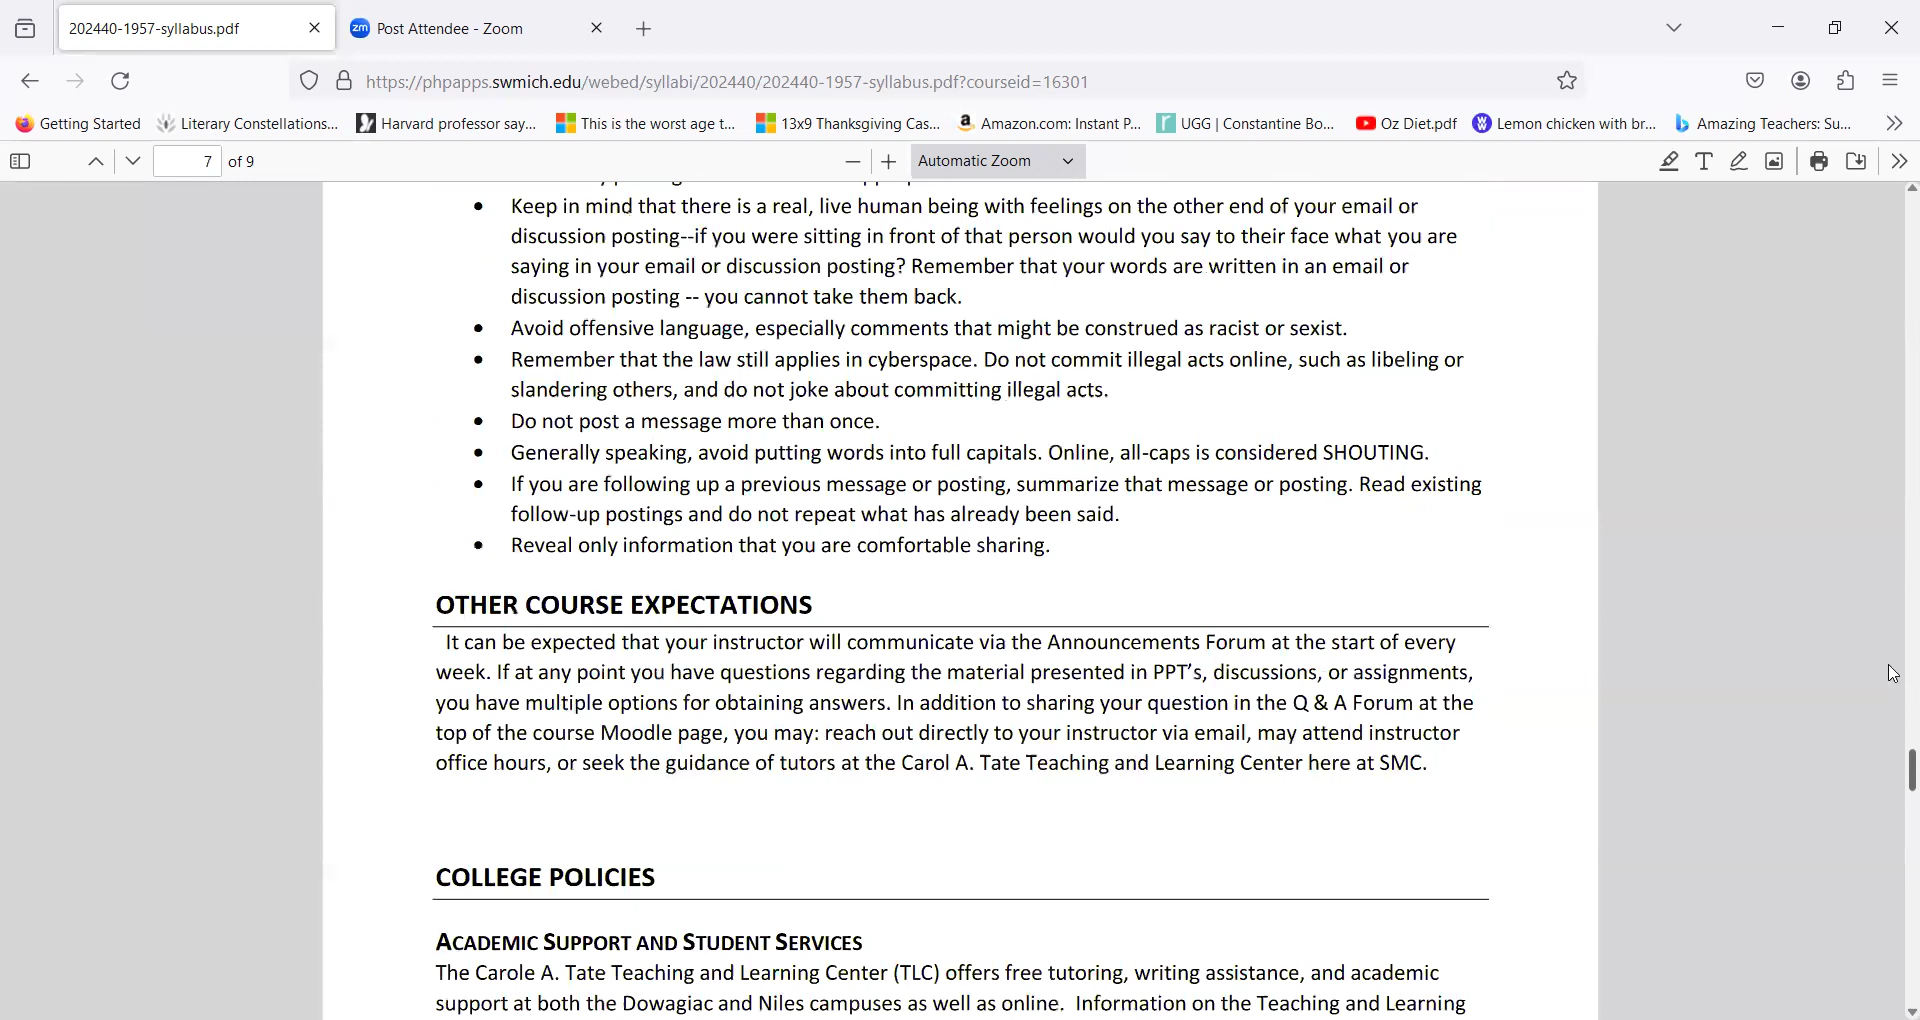 202440-1957-syllabus.pdf
zm Post Attendee - Zoom
https://phpapps.swmich.edu/webed/syllabi/202440/202440-1957-syllabus.pdf?courseid=16301
Getting Started Literary Constellations... Harvard professor say... This is the worst age t... 13x9 Thanksgiving Cas... Amazon.com: Instant P... UGG | Constantine Bo... Oz Diet.pdf Lemon chicken with br... Amazing Teachers: Su...
7 of 9 Automatic Zoom
• Keep in mind that there is a real, live human being with feelings on the other end of your email or
discussion posting--if you were sitting in front of that person would you say to their face what you are
saying in your email or discussion posting? Remember that your words are written in an email or
discussion posting -- you cannot take them back.
• Avoid offensive language, especially comments that might be construed as racist or sexist.
• Remember that the law still applies in cyberspace. Do not commit illegal acts online, such as libeling or
slandering others, and do not joke about committing illegal acts.
• Do not post a message more than once.
• Generally speaking, avoid putting words into full capitals. Online, all-caps is considered SHOUTING.
• If you are following up a previous message or posting, summarize that message or posting. Read existing
follow-up postings and do not repeat what has already been said.
• Reveal only information that you are comfortable sharing.
OTHER COURSE EXPECTATIONS
It can be expected that your instructor will communicate via the Announcements Forum at the start of every
week. If at any point you have questions regarding the material presented in PPT’s, discussions, or assignments,
you have multiple options for obtaining answers. In addition to sharing your question in the Q & A Forum at the
top of the course Moodle page, you may: reach out directly to your instructor via email, may attend instructor
office hours, or seek the guidance of tutors at the Carol A. Tate Teaching and Learning Center here at SMC.
COLLEGE POLICIES
ACADEMIC SUPPORT AND STUDENT SERVICES
The Carole A. Tate Teaching and Learning Center (TLC) offers free tutoring, writing assistance, and academic
support at both the Dowagiac and Niles campuses as well as online.  Information on the Teaching and Learning